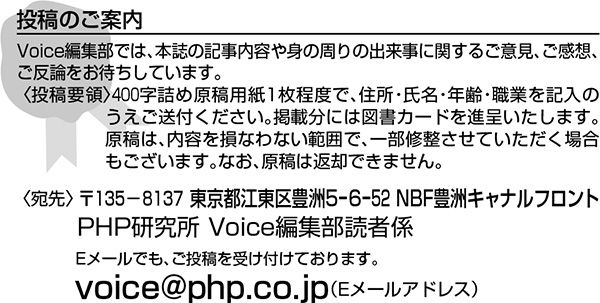 投稿のご案内
Voice編集部では、本誌の記事内容や身の周りの出来事に関するご意見、ご感想、
ご反論をお待ちしています。
〈投稿要領〉400字詰め原稿用紙1枚程度で、住所・氏名・年齢・職業を記入の
うえご送付ください。掲載分には図書カードを進呈いたします。
原稿は、内容を損なわない範囲で、一部修整させていただく場合
もございます。なお、原稿は返却できません。
〈宛先〉〒135−8137 東京都江東区豊洲5-6-52 NBF豊洲キャナルフロント
PHP研究所 Voice編集部読者係
Eメールでも、ご投稿を受け付けております。
voice@php.co.jp(Eメールアドレス)